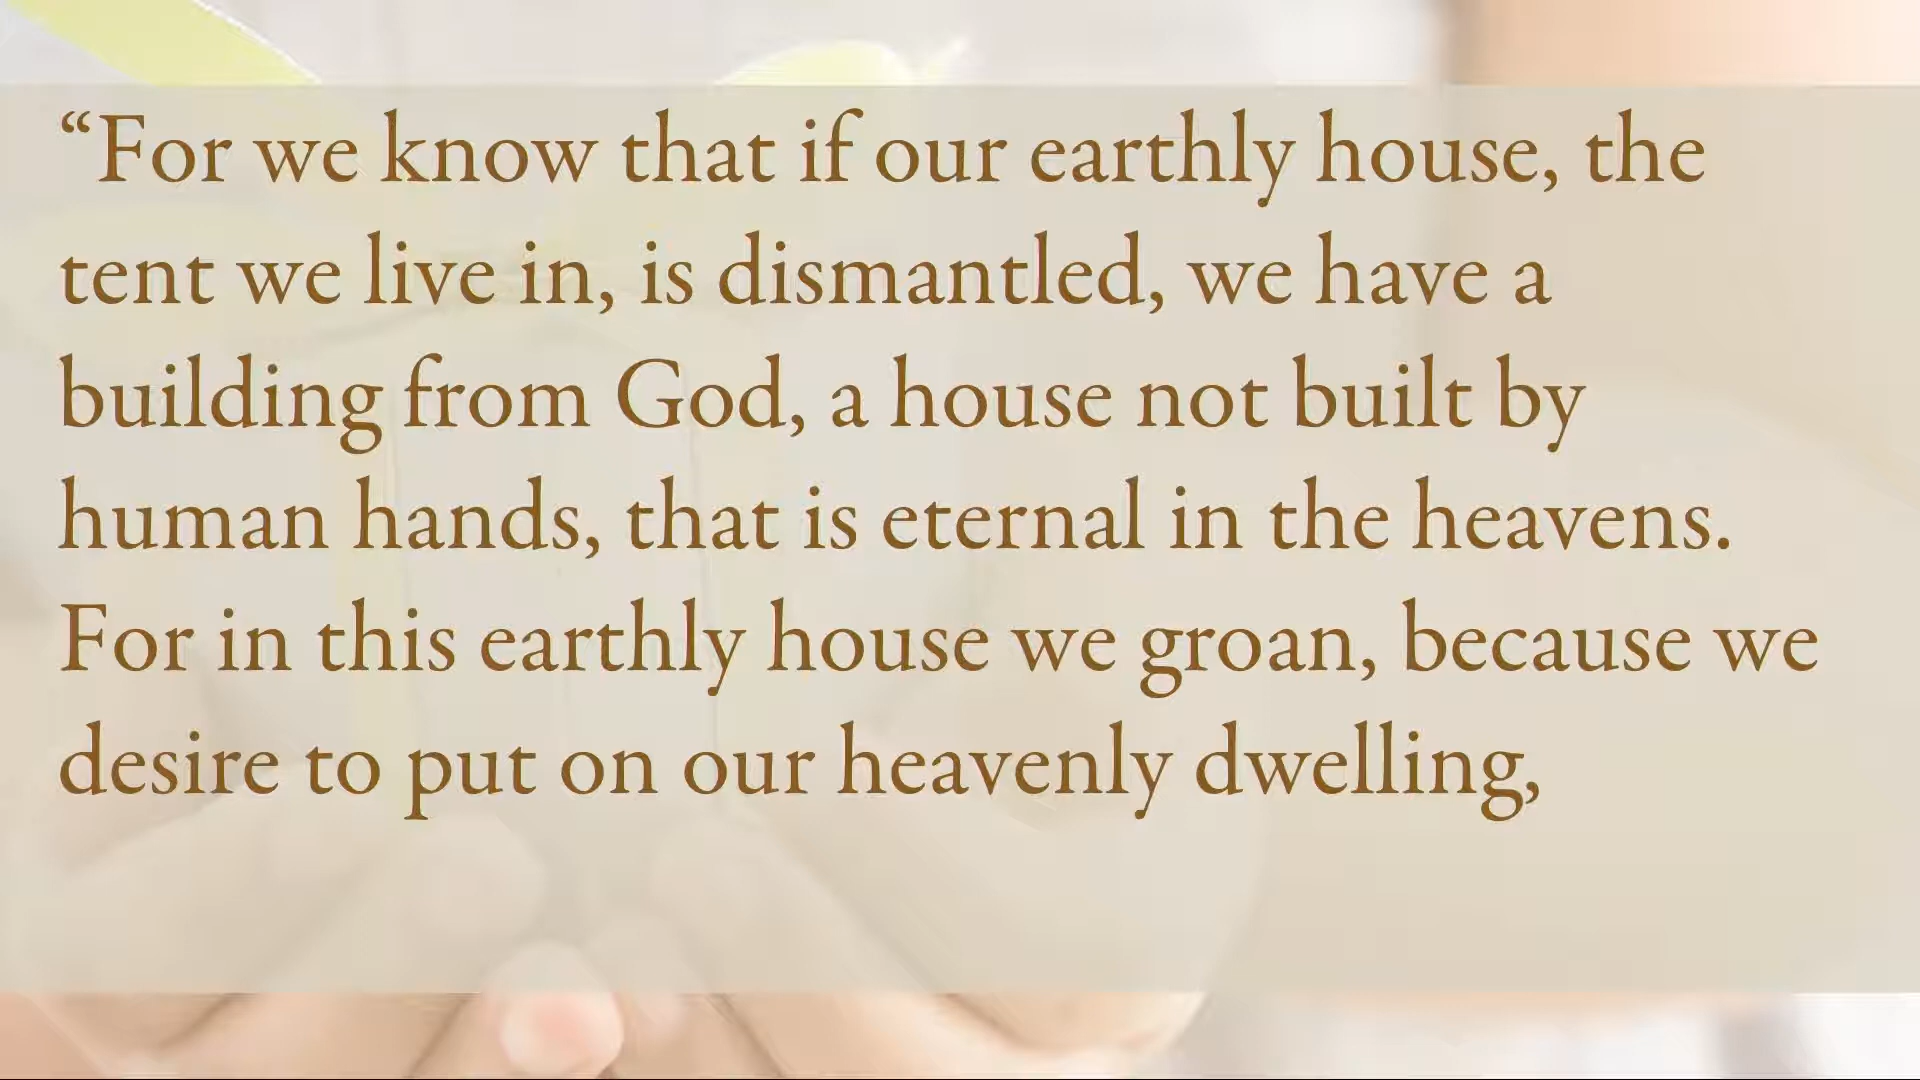 “For we know that if our earthly house, the
tent we live in, is dismantled, we have a
building from God, a house not built by
human hands, that is eternal in the heavens.
For in this earthly house we groan, because we
desire to put on our heavenly dwelling,